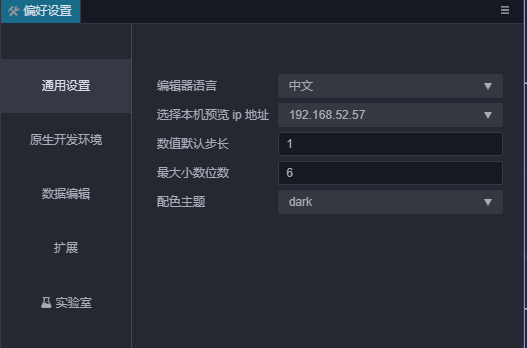 偏好设置
通用设置
原生开发环境
数据编辑
扩展
实验室
编辑器语言 中文
选择本机预览 ip 地址 192.168.52.57
数值默认步长 1
最大小数位数 6
配色主题 dark